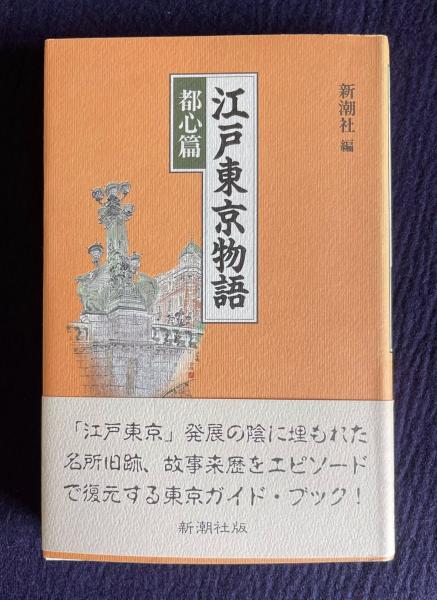 新潮社 編
江戸東京物語
都心篇
「江戸東京」発展の陰に埋もれた
名所旧跡、故事来歴をエピソード
で復元する東京ガイド・ブック！
新潮社版